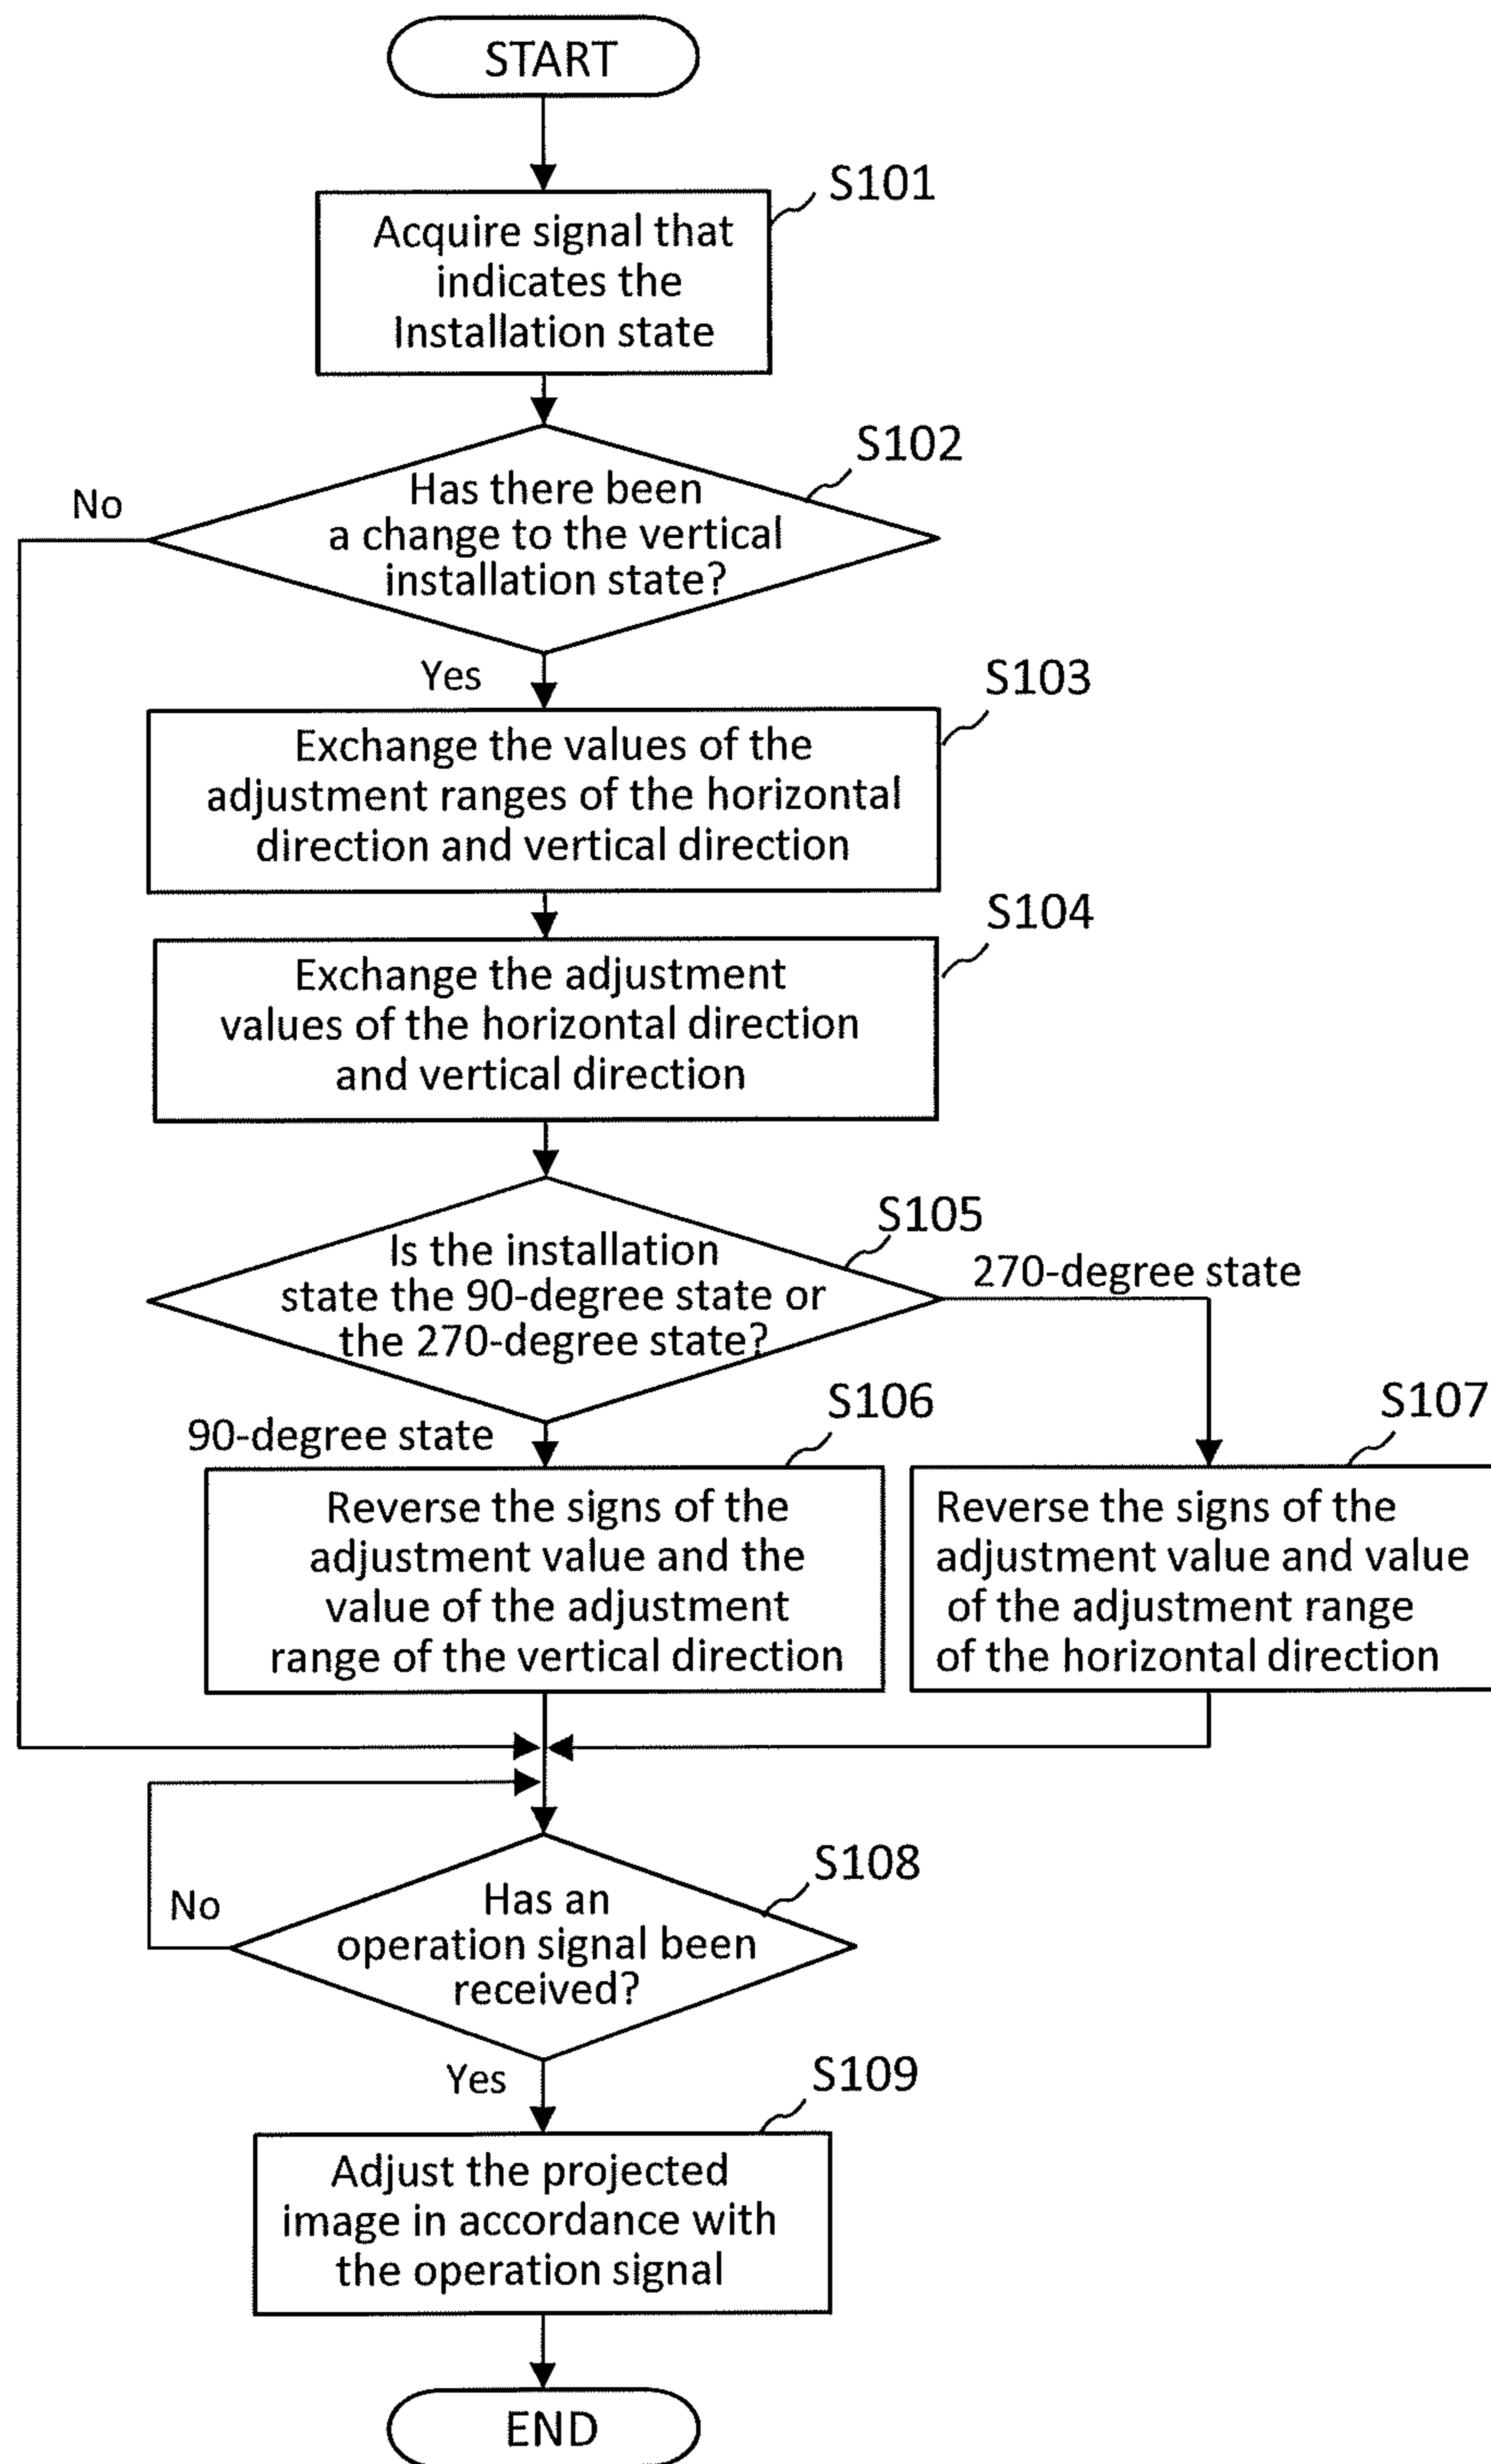 START
S101
Acquire signal that
indicates the
Installation state
S102
Has there been
a change to the vertical
installation state?
No
Yes
S103
Exchange the values of the
adjustment ranges of the horizontal
direction and vertical direction
S104
Exchange the adjustment
values of the horizontal direction
and vertical direction
S105
Is the installation
state the 90-degree state or
the 270-degree state?
270-degree state
90-degree state
S106
Reverse the signs of the
adjustment value and the
value of the adjustment
range of the vertical direction
S107
Reverse the signs of the
adjustment value and value
of the adjustment range
of the horizontal direction
S108
Has an
operation signal been
received?
No
Yes
S109
Adjust the projected
image in accordance with
the operation signal
END